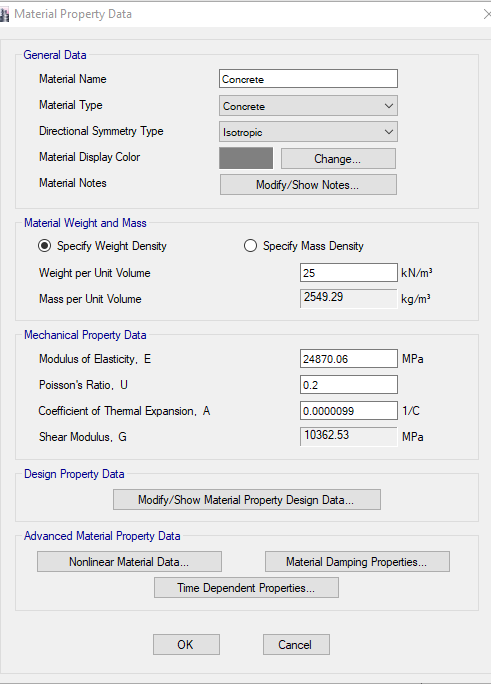 Material Property Data
General Data
Material Name Concrete
Material Type Concrete
Directional Symmetry Type Isotropic
Material Display Color Change...
Material Notes Modify/Show Notes...
Material Weight and Mass
Specify Weight Density Specify Mass Density
Weight per Unit Volume 25 kN/m³
Mass per Unit Volume 2549.29 kg/m³
Mechanical Property Data
Modulus of Elasticity, E 24870.06 MPa
Poisson's Ratio, U 0.2
Coefficient of Thermal Expansion, A 0.0000099 1/C
Shear Modulus, G 10362.53 MPa
Design Property Data
Modify/Show Material Property Design Data...
Advanced Material Property Data
Nonlinear Material Data... Material Damping Properties...
Time Dependent Properties...
OK Cancel